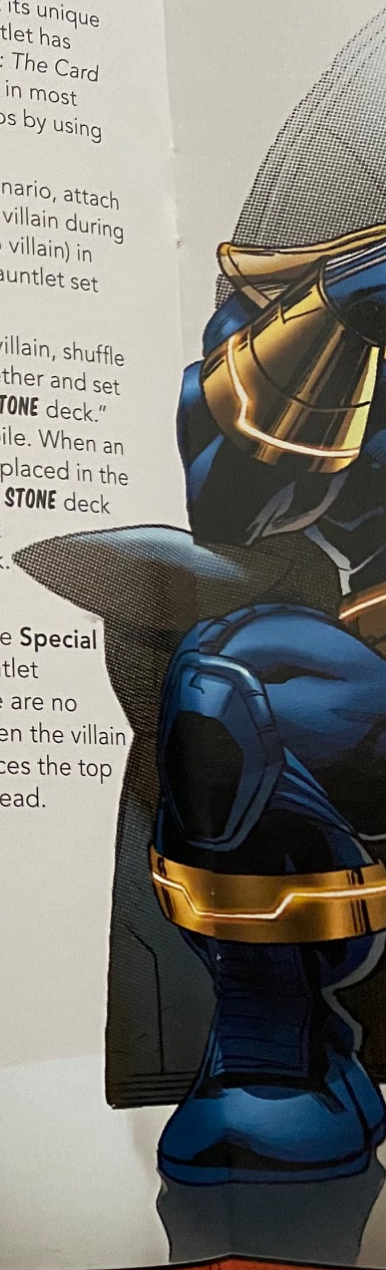 its unique
tlet has
: The Card
in most
os by using
nario, attach
villain during
villain) in
auntlet set
villain, shuffle
ther and set
TONE deck."
ile. When an
placed in the
STONE deck
k.
e Special
tlet
e are no
en the villain
ces the top
ead.